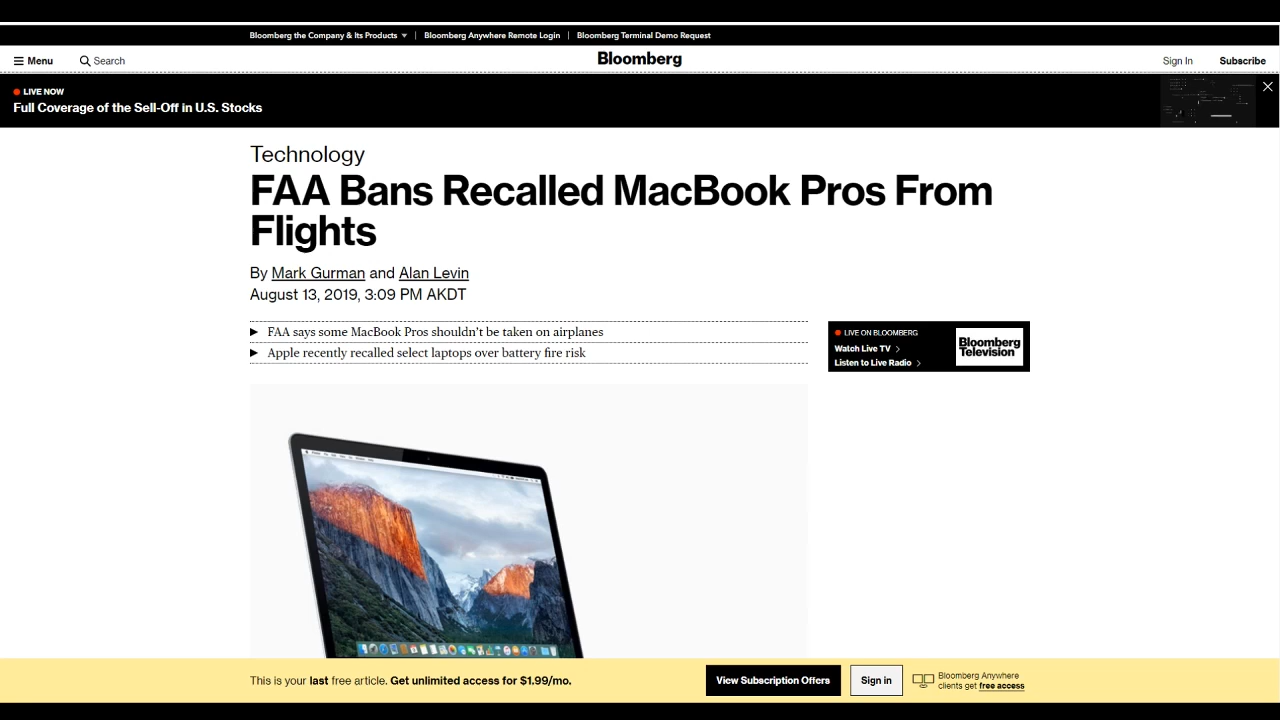 Bloomberg the Company & Its Products ▼ | Bloomberg Anywhere Remote Login | Bloomberg Terminal Demo Request
Menu
Search
Bloomberg
Sign In
Subscribe
LIVE NOW
Full Coverage of the Sell-Off in U.S. Stocks
Technology
FAA Bans Recalled MacBook Pros From
Flights
By Mark Gurman and Alan Levin
August 13, 2019, 3:09 PM AKDT
FAA says some MacBook Pros shouldn't be taken on airplanes
Apple recently recalled select laptops over battery fire risk
LIVE ON BLOOMBERG
Watch Live TV
Listen to Live Radio
Bloomberg
Television
This is your last free article. Get unlimited access for $1.99/mo.
View Subscription Offers
Sign in
Bloomberg Anywhere
clients get free access